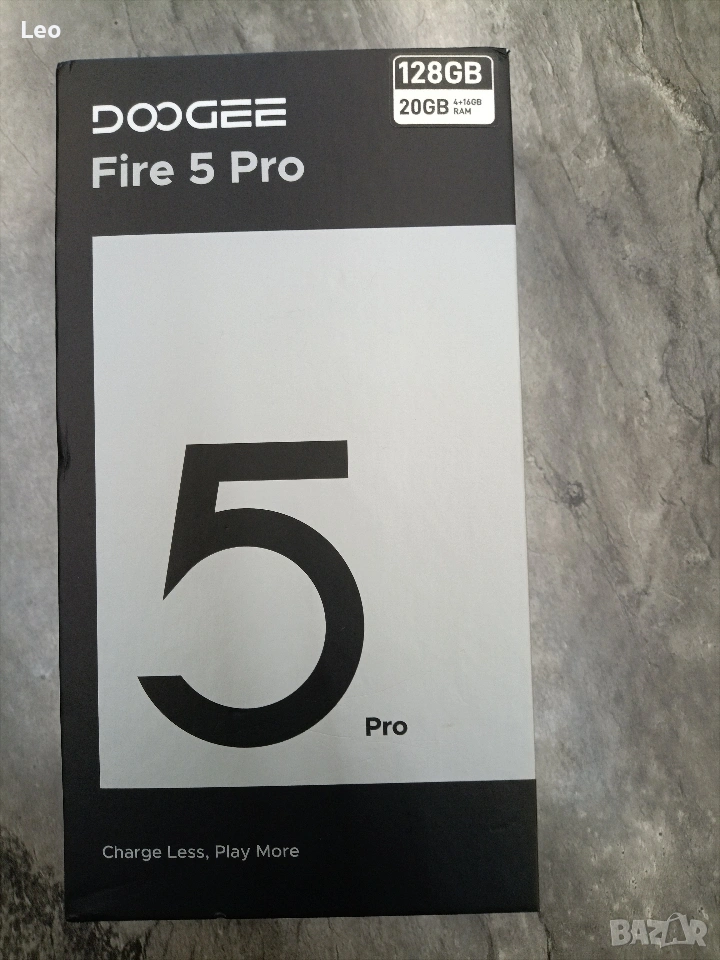 Leo
128GB
20GB 4+16GB RAM
DOOGEE
Fire 5 Pro
5
Pro
Charge Less, Play More
BAZAR